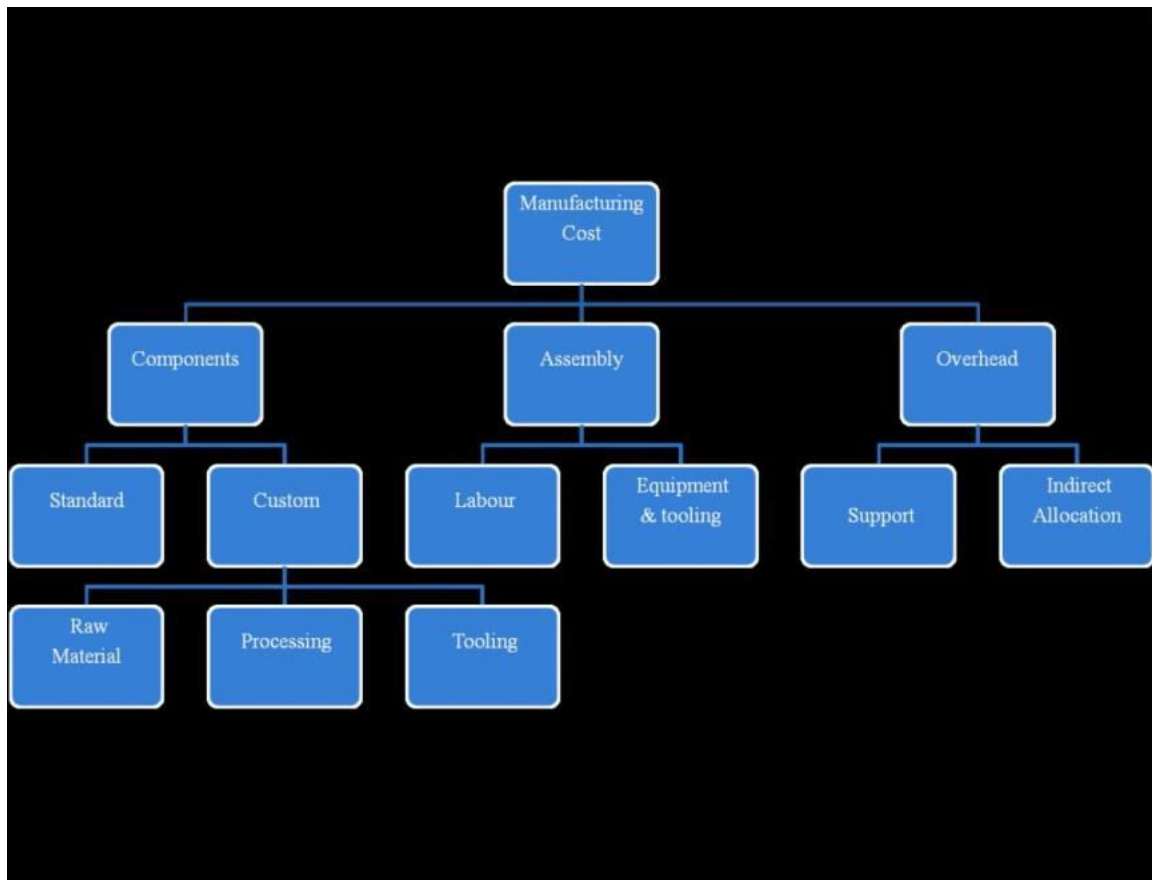 Manufacturing
Cost
Components
Assembly
Overhead
Standard
Custom
Labour
Equipment
& tooling
Support
Indirect
Allocation
Raw
Material
Processing
Tooling